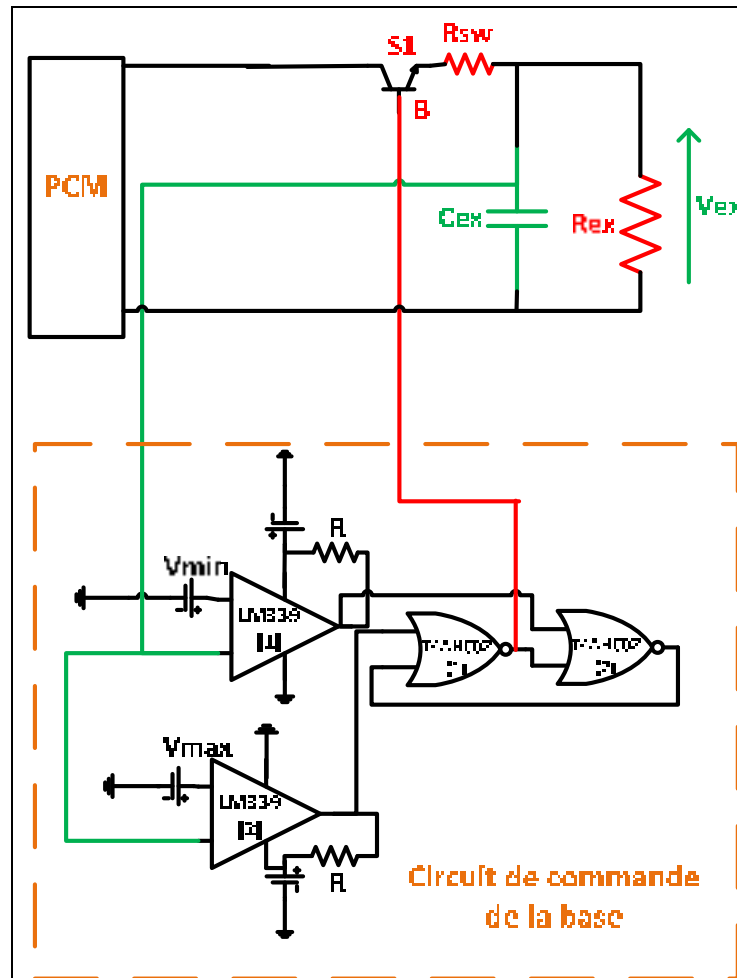 S1
Rsw
B
PCM
Cex
Rex
Vex
Vmin
R
LM339
Vmax
LM339
R
Circuit de commande
de la base